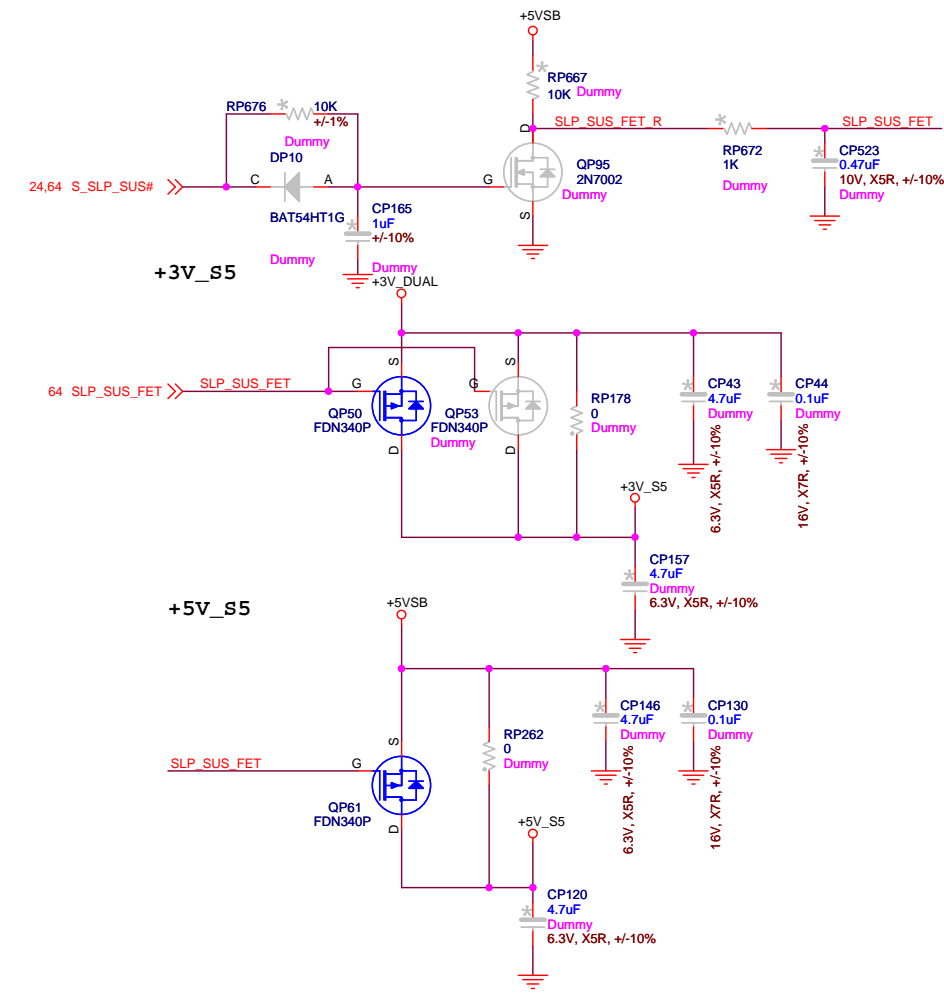 +5VSB
RP667
10K Dummy
RP676 10K
+/-1%
Dummy
D SLP_SUS_FET_R
SLP_SUS_FET
RP672
1K
Dummy
CP523
0.47uF
10V, X5R, +/-10%
Dummy
DP10
24,64 S_SLP_SUS#
C A
BAT54HT1G
Dummy
G
QP95
2N7002
Dummy
S
CP165
1uF
+/-10%
Dummy
+3V_S5
+3V_DUAL
64 SLP_SUS_FET
SLP_SUS_FET
G
S
QP50
FDN340P
D
G
S
QP53
FDN340P
Dummy
D
RP178
0
Dummy
CP43
4.7uF
Dummy
6.3V, X5R, +/-10%
CP44
0.1uF
Dummy
16V, X7R, +/-10%
+3V_S5
CP157
4.7uF
Dummy
6.3V, X5R, +/-10%
+5V_S5
+5VSB
SLP_SUS_FET
G
S
QP61
FDN340P
D
RP262
0
Dummy
CP146
4.7uF
Dummy
6.3V, X5R, +/-10%
CP130
0.1uF
Dummy
16V, X7R, +/-10%
+5V_S5
CP120
4.7uF
Dummy
6.3V, X5R, +/-10%